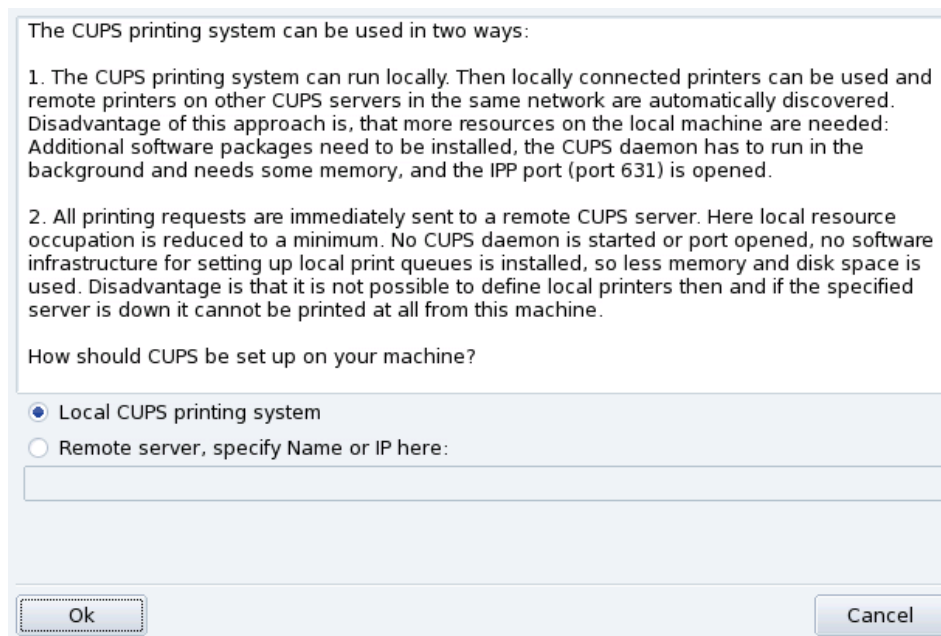 The CUPS printing system can be used in two ways:
1. The CUPS printing system can run locally. Then locally connected printers can be used and
remote printers on other CUPS servers in the same network are automatically discovered.
Disadvantage of this approach is, that more resources on the local machine are needed:
Additional software packages need to be installed, the CUPS daemon has to run in the
background and needs some memory, and the IPP port (port 631) is opened.
2. All printing requests are immediately sent to a remote CUPS server. Here local resource
occupation is reduced to a minimum. No CUPS daemon is started or port opened, no software
infrastructure for setting up local print queues is installed, so less memory and disk space is
used. Disadvantage is that it is not possible to define local printers then and if the specified
server is down it cannot be printed at all from this machine.
How should CUPS be set up on your machine?
Local CUPS printing system
Remote server, specify Name or IP here:
Ok
Cancel